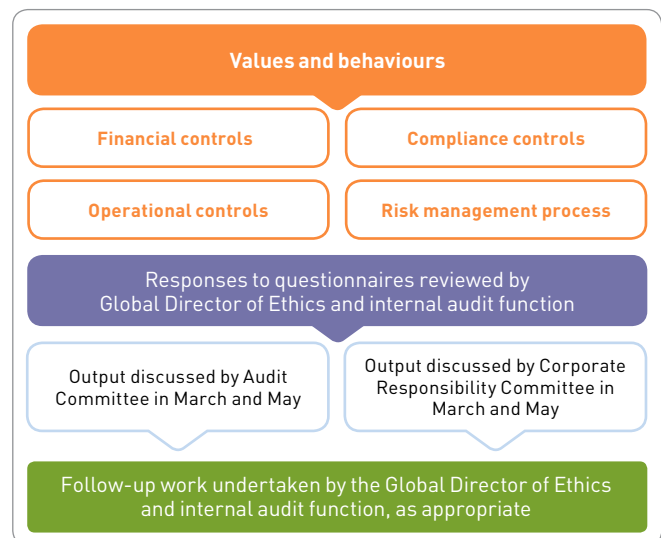 Values and behaviours
Financial controls
Compliance controls
Operational controls
Risk management process
Responses to questionnaires reviewed by
Global Director of Ethics and internal audit function
Output discussed by Audit
Committee in March and May
Output discussed by Corporate
Responsibility Committee in
March and May
Follow-up work undertaken by the Global Director of Ethics
and internal audit function, as appropriate